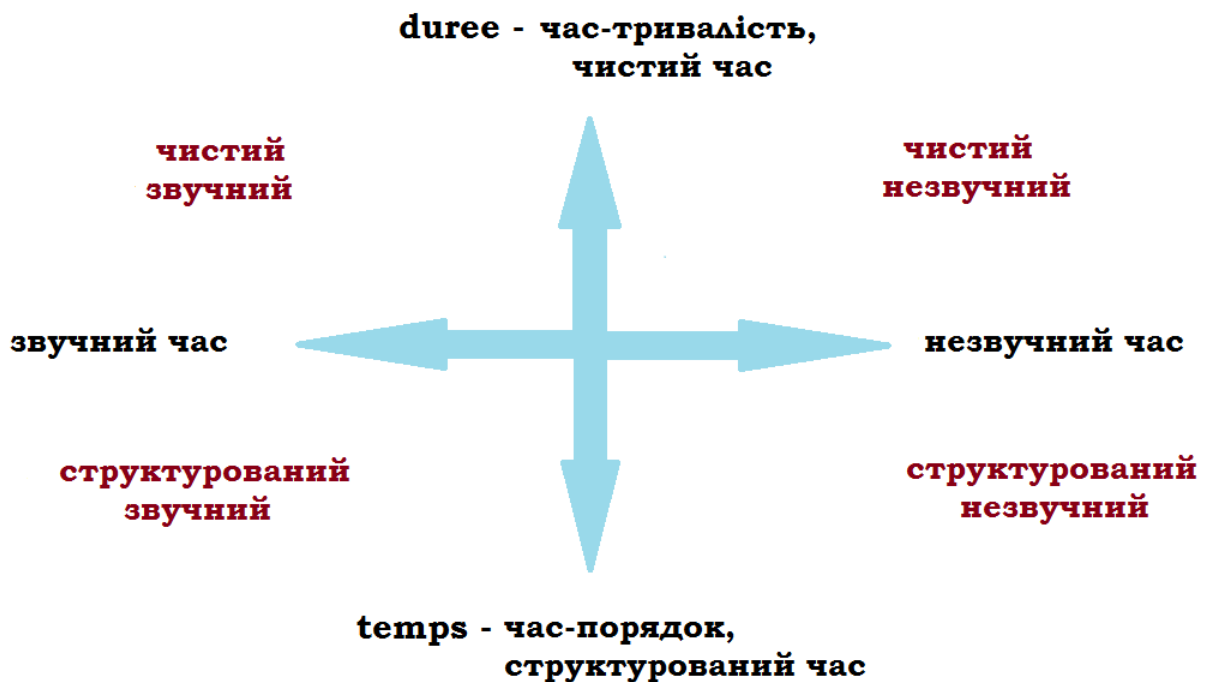 duree - час-тривалість,
чистий час
чистий
звучний
чистий
незвучний
звучний час
незвучний час
структурований
звучний
структурований
незвучний
temps - час-порядок,
структурований час